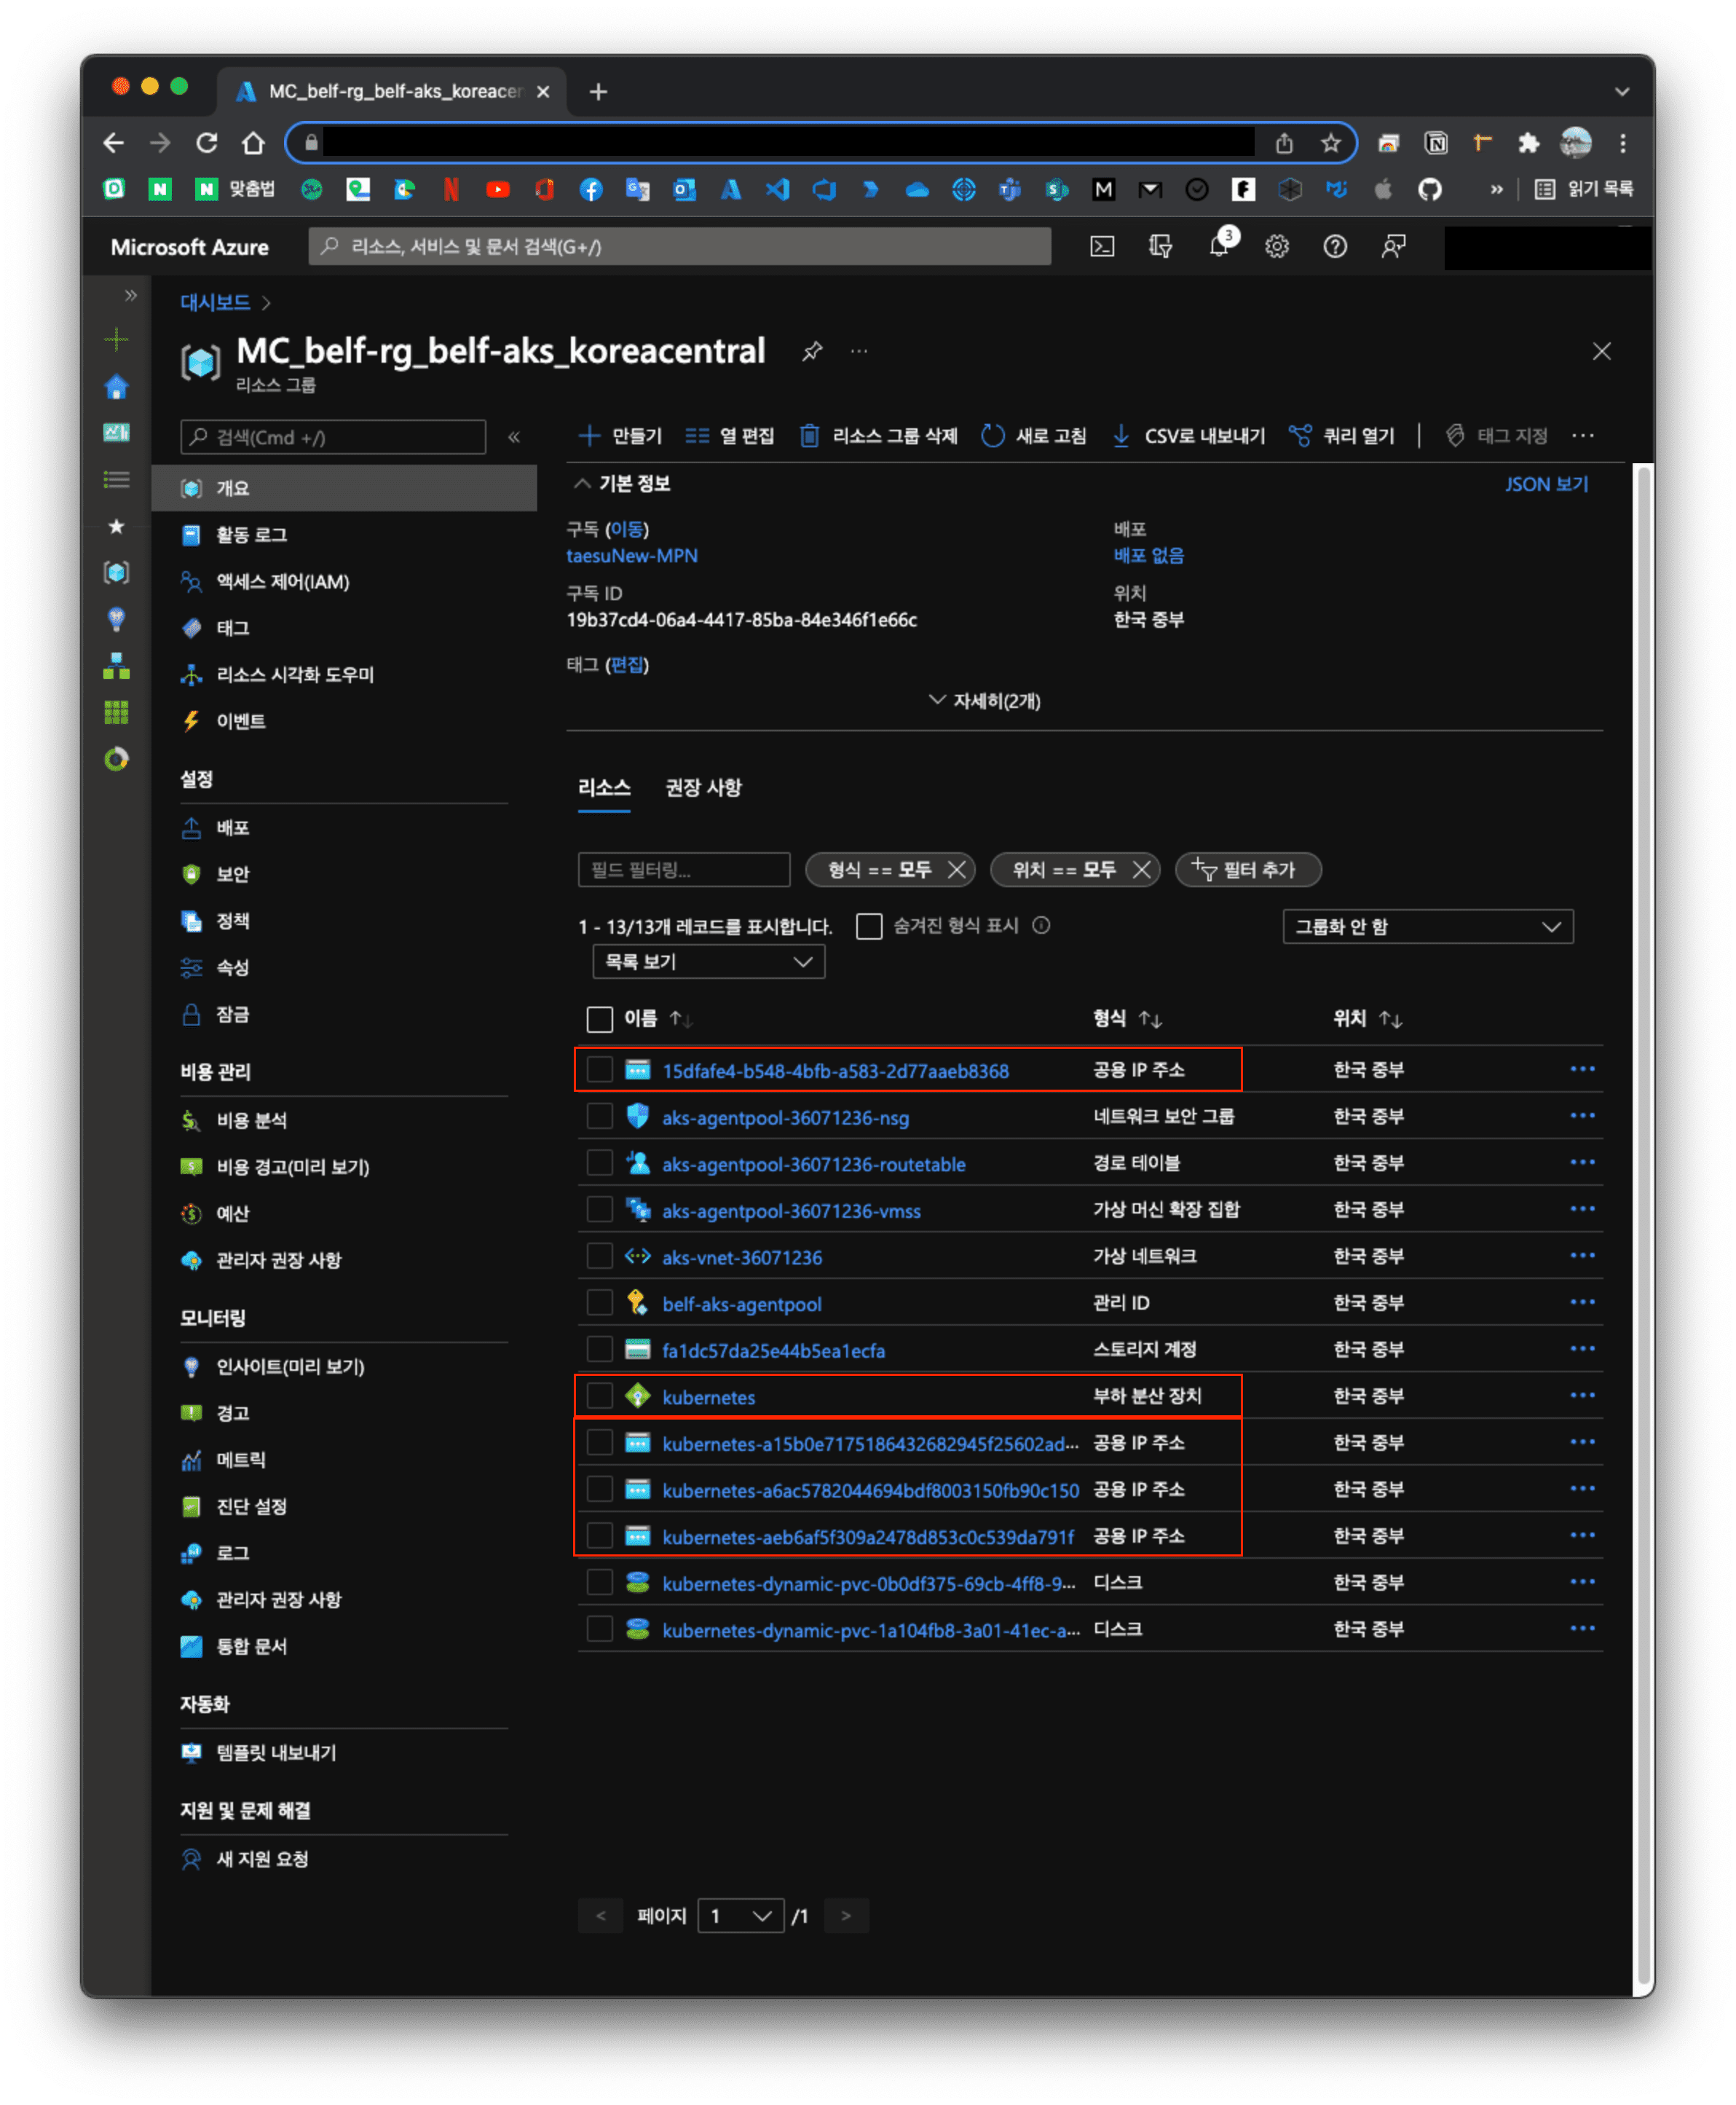 MC_belf-rg_belf-aks_koreacen
맞춤법
읽기 목록
Microsoft Azure
리소스, 서비스 및 문서 검색(G+/)
3
대시보드
MC_belf-rg_belf-aks_koreacentral
리소스 그룹
검색(Cmd +/)
만들기 열 편집 리소스 그룹 삭제 새로 고침 CSV로 내보내기 쿼리 열기 태그 지정
개요
활동 로그
액세스 제어(IAM)
태그
리소스 시각화 도우미
이벤트
설정
배포
보안
정책
속성
잠금
비용 관리
비용 분석
비용 경고(미리 보기)
예산
관리자 권장 사항
모니터링
인사이트(미리 보기)
경고
메트릭
진단 설정
로그
관리자 권장 사항
통합 문서
자동화
템플릿 내보내기
지원 및 문제 해결
새 지원 요청
기본 정보
JSON 보기
구독 (이동)
taesuNew-MPN
구독 ID
19b37cd4-06a4-4417-85ba-84e346f1e66c
태그 (편집)
배포
배포 없음
위치
한국 중부
자세히(2개)
리소스 권장 사항
필드 필터링...
형식 == 모두
위치 == 모두
필터 추가
1 - 13/13개 레코드를 표시합니다.
숨겨진 형식 표시
그룹화 안 함
목록 보기
이름 형식 위치
15dfafe4-b548-4bfb-a583-2d77aaeb8368 공용 IP 주소 한국 중부
aks-agentpool-36071236-nsg 네트워크 보안 그룹 한국 중부
aks-agentpool-36071236-routetable 경로 테이블 한국 중부
aks-agentpool-36071236-vmss 가상 머신 확장 집합 한국 중부
aks-vnet-36071236 가상 네트워크 한국 중부
belf-aks-agentpool 관리 ID 한국 중부
fa1dc57da25e44b5ea1ecfa 스토리지 계정 한국 중부
kubernetes 부하 분산 장치 한국 중부
kubernetes-a15b0e7175186432682945f25602ad... 공용 IP 주소 한국 중부
kubernetes-a6ac5782044694bdf8003150fb90c150 공용 IP 주소 한국 중부
kubernetes-aeb6af5f309a2478d853c0c539da791f 공용 IP 주소 한국 중부
kubernetes-dynamic-pvc-0b0df375-69cb-4ff8-9... 디스크 한국 중부
kubernetes-dynamic-pvc-1a104fb8-3a01-41ec-a... 디스크 한국 중부
< 페이지 1 /1 >